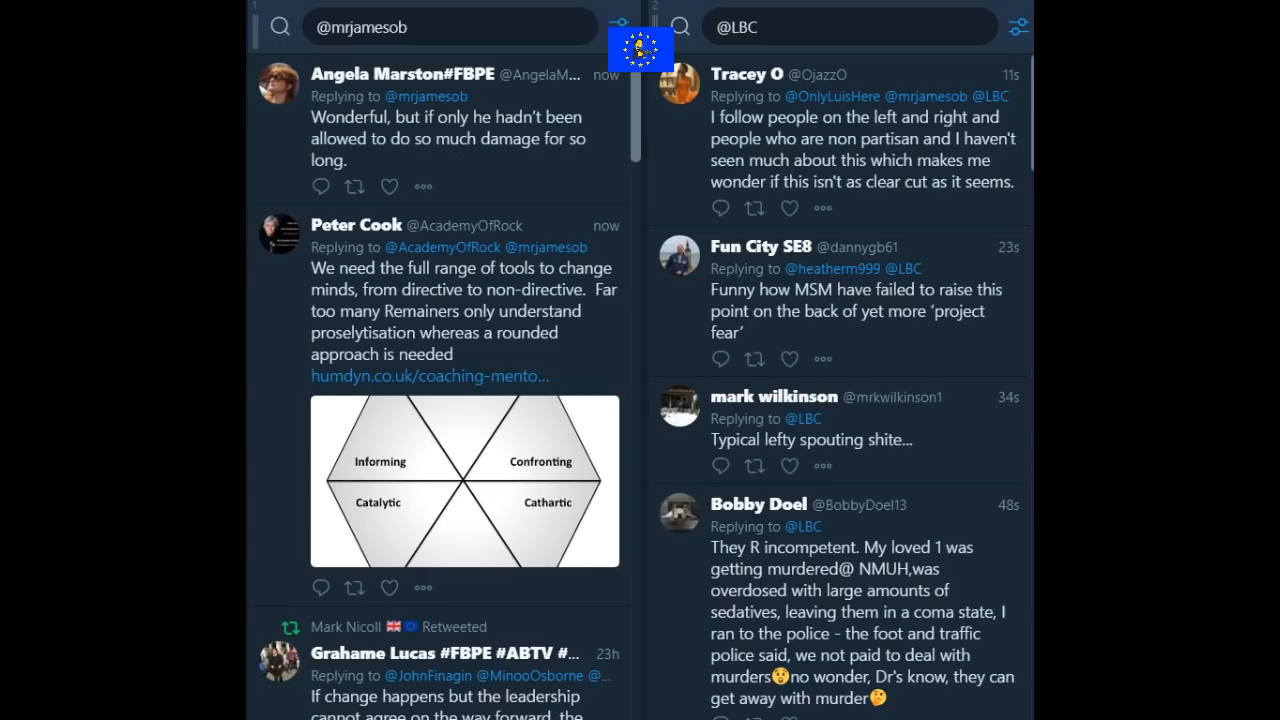 1
@mrjamesob
Angela Marston#FBPE @AngelaM... now
Replying to @mrjamesob
Wonderful, but if only he hadn’t been
allowed to do so much damage for so
long.
Peter Cook @AcademyOfRock now
Replying to @AcademyOfRock @mrjamesob
We need the full range of tools to change
minds, from directive to non-directive. Far
too many Remainers only understand
proselytisation whereas a rounded
approach is needed
humdyn.co.uk/coaching-mento...
Informing Confronting
Catalytic Cathartic
Mark Nicoll 🇬🇧🇪🇺 Retweeted
Grahame Lucas #FBPE #ABTV #... 23h
Replying to @JohnFinagin @MinooOsborne @...
If change happens but the leadership
cannot agree on the way forward, the
2
@LBC
Tracey O @OjazzO 11s
Replying to @OnlyLuisHere @mrjamesob @LBC
I follow people on the left and right and
people who are non partisan and I haven't
seen much about this which makes me
wonder if this isn't as clear cut as it seems.
Fun City SE8 @dannygb61 23s
Replying to @heatherm999 @LBC
Funny how MSM have failed to raise this
point on the back of yet more ‘project
fear’
mark wilkinson @mrkwilkinson1 34s
Replying to @LBC
Typical lefty spouting shite...
Bobby Doel @BobbyDoel13 48s
Replying to @LBC
They R incompetent. My loved 1 was
getting murdered@ NMUH,was
overdosed with large amounts of
sedatives, leaving them in a coma state, I
ran to the police - the foot and traffic
police said, we not paid to deal with
murders😲no wonder, Dr's know, they can
get away with murder🤔